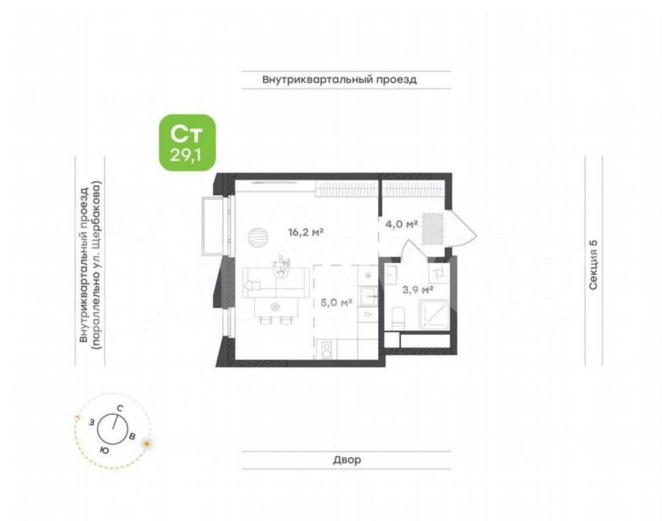 Внутриквартальный проезд
Ст
29,1
Внутриквартальный проезд
(параллельно ул. Щербакова)
16,2 м²
4,0 м²
5,0 м²
3,9 м²
Секция 5
С
З
В
Ю
Двор